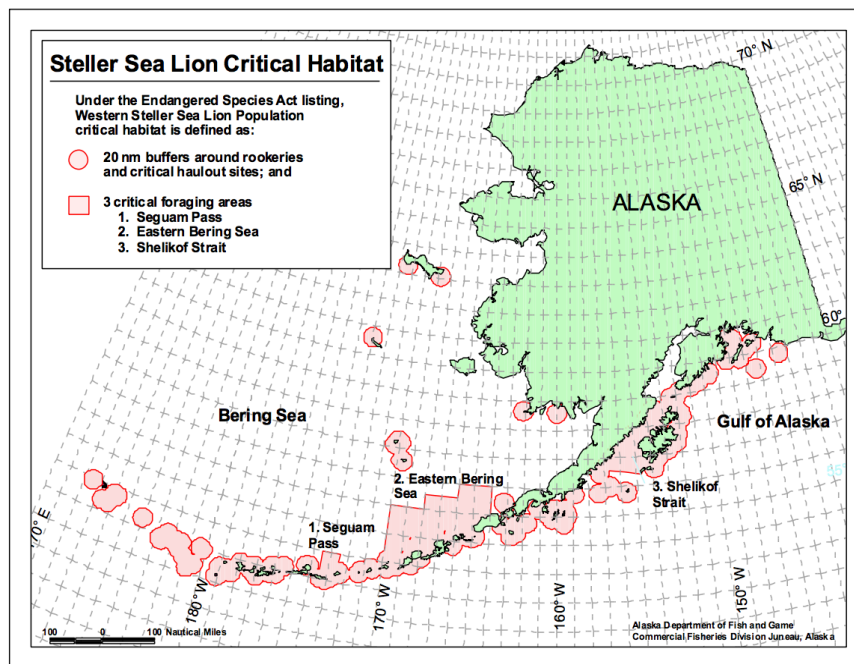 Steller Sea Lion Critical Habitat
Under the Endangered Species Act listing,
Western Steller Sea Lion Population
critical habitat is defined as:
20 nm buffers around rookeries
and critical haulout sites; and
3 critical foraging areas
1. Seguam Pass
2. Eastern Bering Sea
3. Shelikof Strait
70° N
65° N
ALASKA
60°
Bering Sea
Gulf of Alaska
55°
2. Eastern Bering
Sea
3. Shelikof
Strait
1. Seguam
Pass
70° E
180° W
170° W
160° W
150° W
100 0 100 Nautical Miles
Alaska Department of Fish and Game
Commercial Fisheries Division Juneau, Alaska